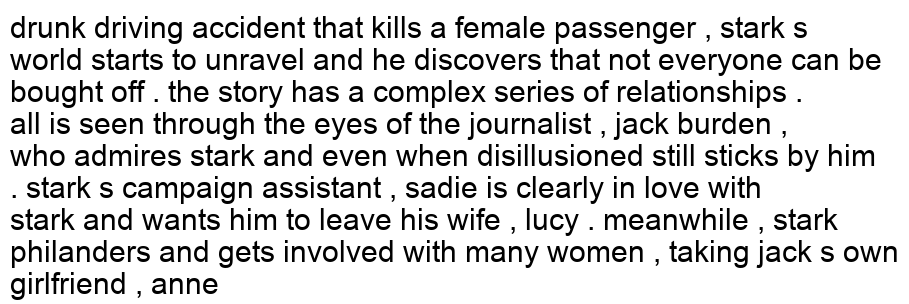 drunk driving accident that kills a female passenger , stark s
world starts to unravel and he discovers that not everyone can be
bought off . the story has a complex series of relationships .
all is seen through the eyes of the journalist , jack burden ,
who admires stark and even when disillusioned still sticks by him
. stark s campaign assistant , sadie is clearly in love with
stark and wants him to leave his wife , lucy . meanwhile , stark
philanders and gets involved with many women , taking jack s own
girlfriend , anne